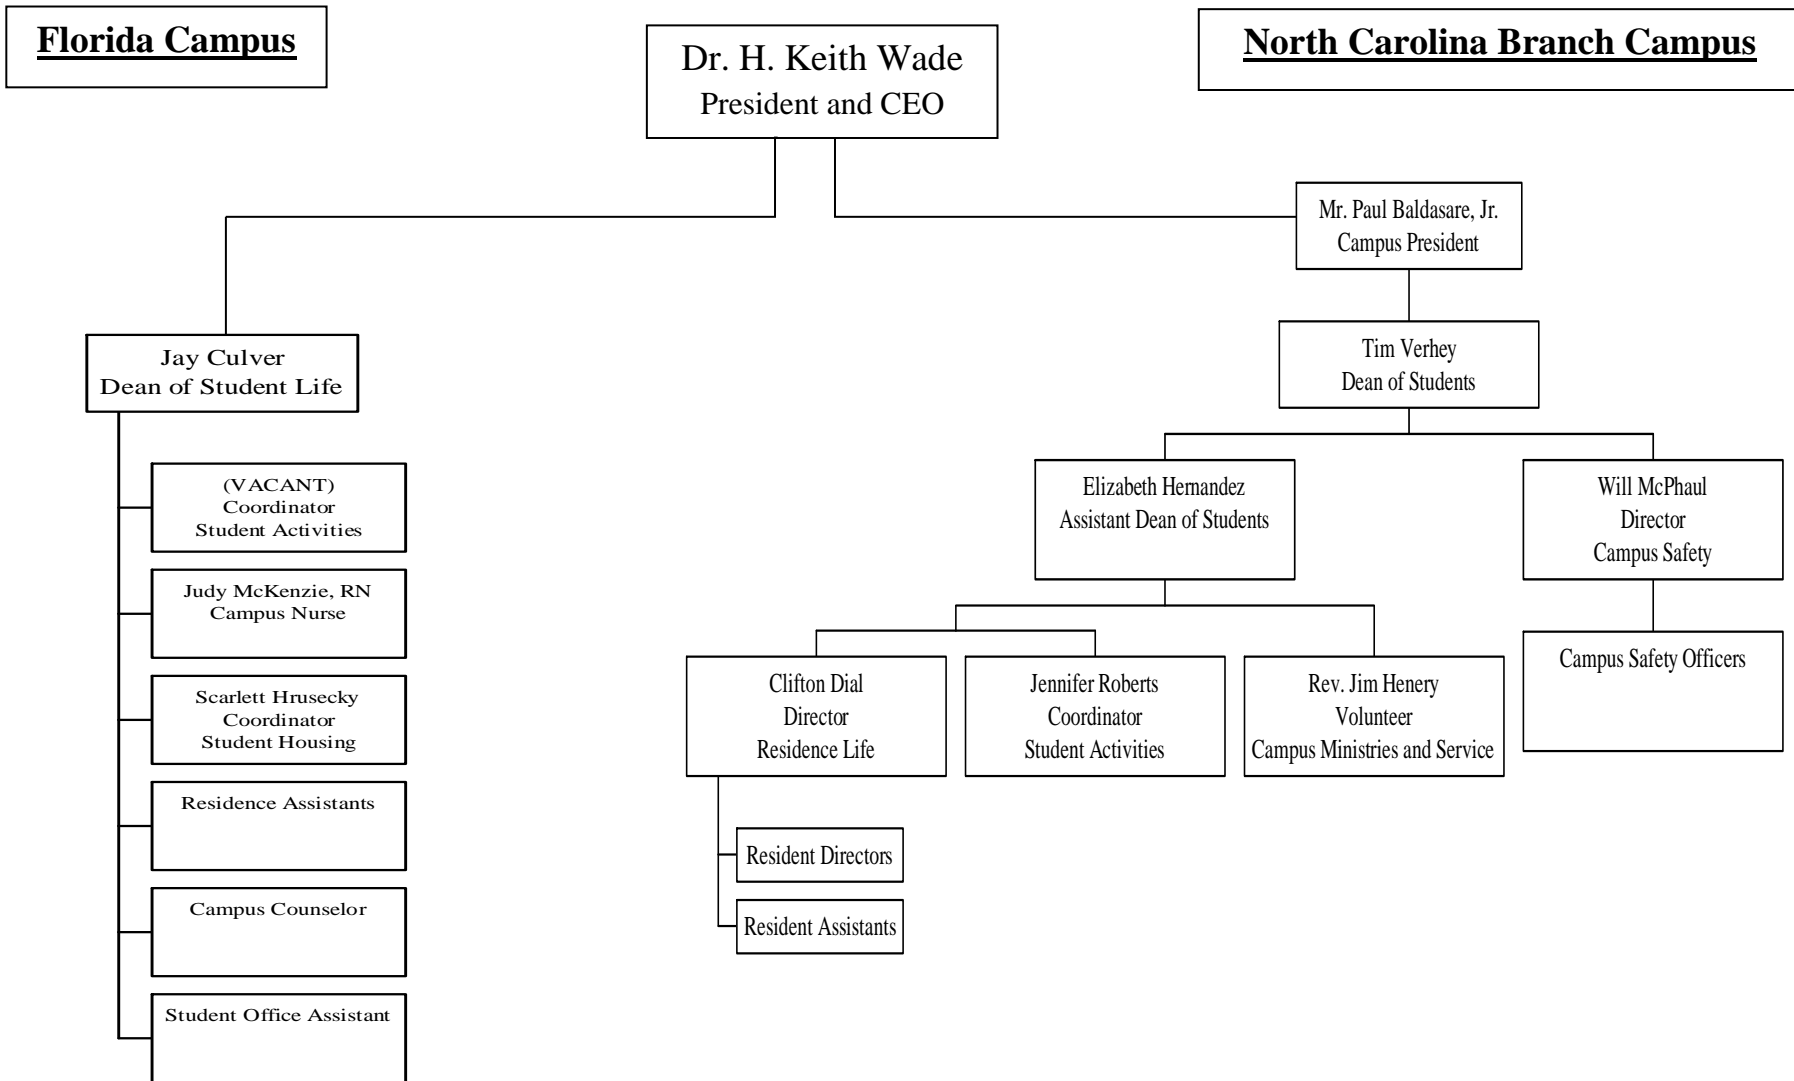 Florida Campus
Dr. H. Keith Wade
President and CEO
North Carolina Branch Campus
Mr. Paul Baldasare, Jr.
Campus President
Jay Culver
Dean of Student Life
Tim Verhey
Dean of Students
(VACANT)
Coordinator
Student Activities
Judy McKenzie, RN
Campus Nurse
Scarlett Hrusecky
Coordinator
Student Housing
Residence Assistants
Campus Counselor
Student Office Assistant
Elizabeth Hernandez
Assistant Dean of Students
Will McPhaul
Director
Campus Safety
Clifton Dial
Director
Residence Life
Jennifer Roberts
Coordinator
Student Activities
Rev. Jim Henery
Volunteer
Campus Ministries and Service
Campus Safety Officers
Resident Directors
Resident Assistants